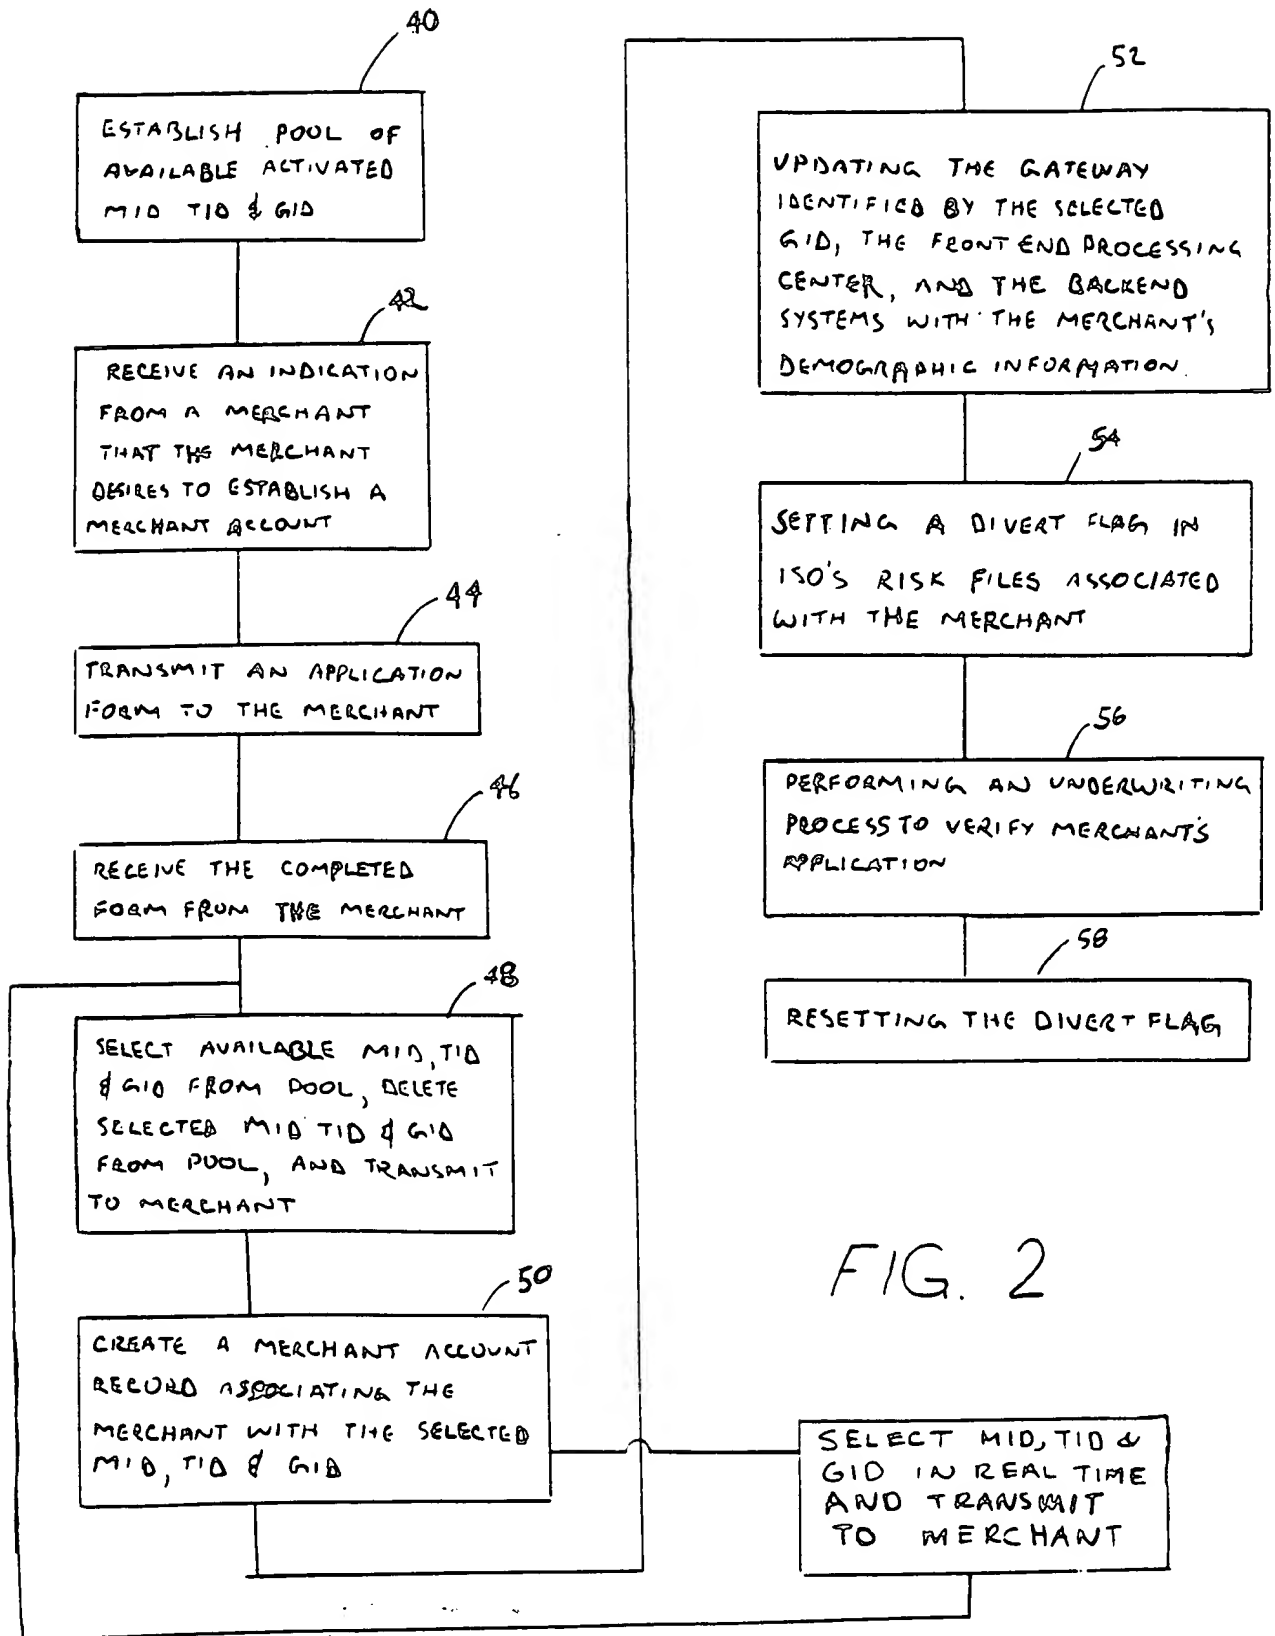 40
ESTABLISH POOL OF
AVAILABLE ACTIVATED
MID TID & GID
42
RECEIVE AN INDICATION
FROM A MERCHANT
THAT THE MERCHANT
DESIRES TO ESTABLISH A
MERCHANT ACCOUNT
44
TRANSMIT AN APPLICATION
FORM TO THE MERCHANT
46
RECEIVE THE COMPLETED
FORM FROM THE MERCHANT
48
SELECT AVAILABLE MID, TID
& GID FROM POOL, DELETE
SELECTED MID TID & GID
FROM POOL, AND TRANSMIT
TO MERCHANT
50
CREATE A MERCHANT ACCOUNT
RECORD ASSOCIATING THE
MERCHANT WITH THE SELECTED
MID, TID & GID
52
UPDATING THE GATEWAY
IDENTIFIED BY THE SELECTED
GID, THE FRONT END PROCESSING
CENTER, AND THE BACKEND
SYSTEMS WITH THE MERCHANT'S
DEMOGRAPHIC INFORMATION.
54
SETTING A DIVERT FLAG IN
ISO'S RISK FILES ASSOCIATED
WITH THE MERCHANT
56
PERFORMING AN UNDERWRITING
PROCESS TO VERIFY MERCHANT'S
APPLICATION
58
RESETTING THE DIVERT FLAG
FIG. 2
SELECT MID, TID &
GID IN REAL TIME
AND TRANSMIT
TO MERCHANT